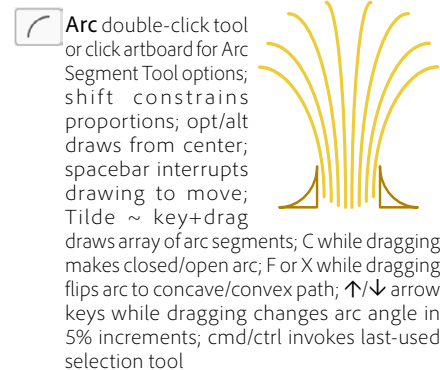 Arc double-click tool
or click artboard for Arc
Segment Tool options;
shift constrains
proportions; opt/alt
draws from center;
spacebar interrupts
drawing to move;
Tilde ~ key+drag
draws array of arc segments; C while dragging
makes closed/open arc; F or X while dragging
flips arc to concave/convex path; ↑/↓ arrow
keys while dragging changes arc angle in
5% increments; cmd/ctrl invokes last-used
selection tool